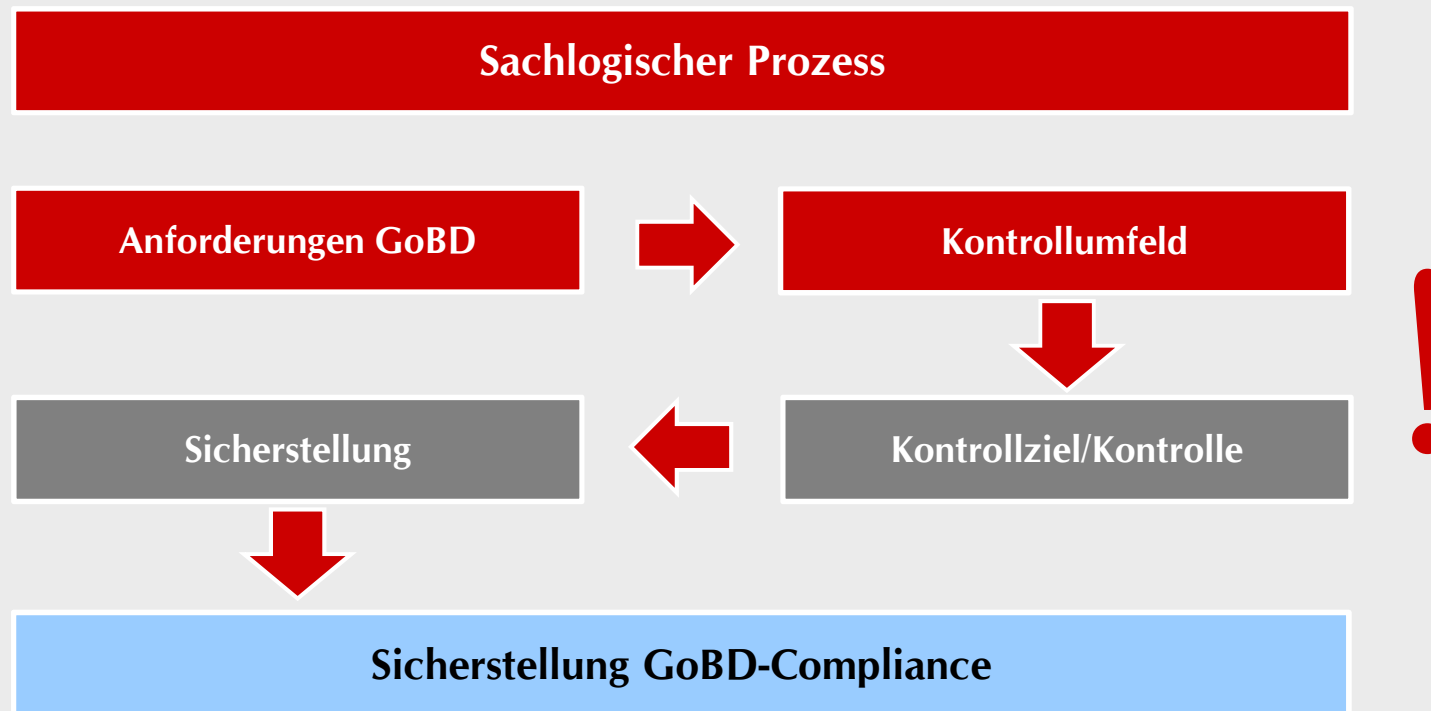 Sachlogischer Prozess
Anforderungen GoBD
Kontrollumfeld
Sicherstellung
Kontrollziel/Kontrolle
!
Sicherstellung GoBD-Compliance